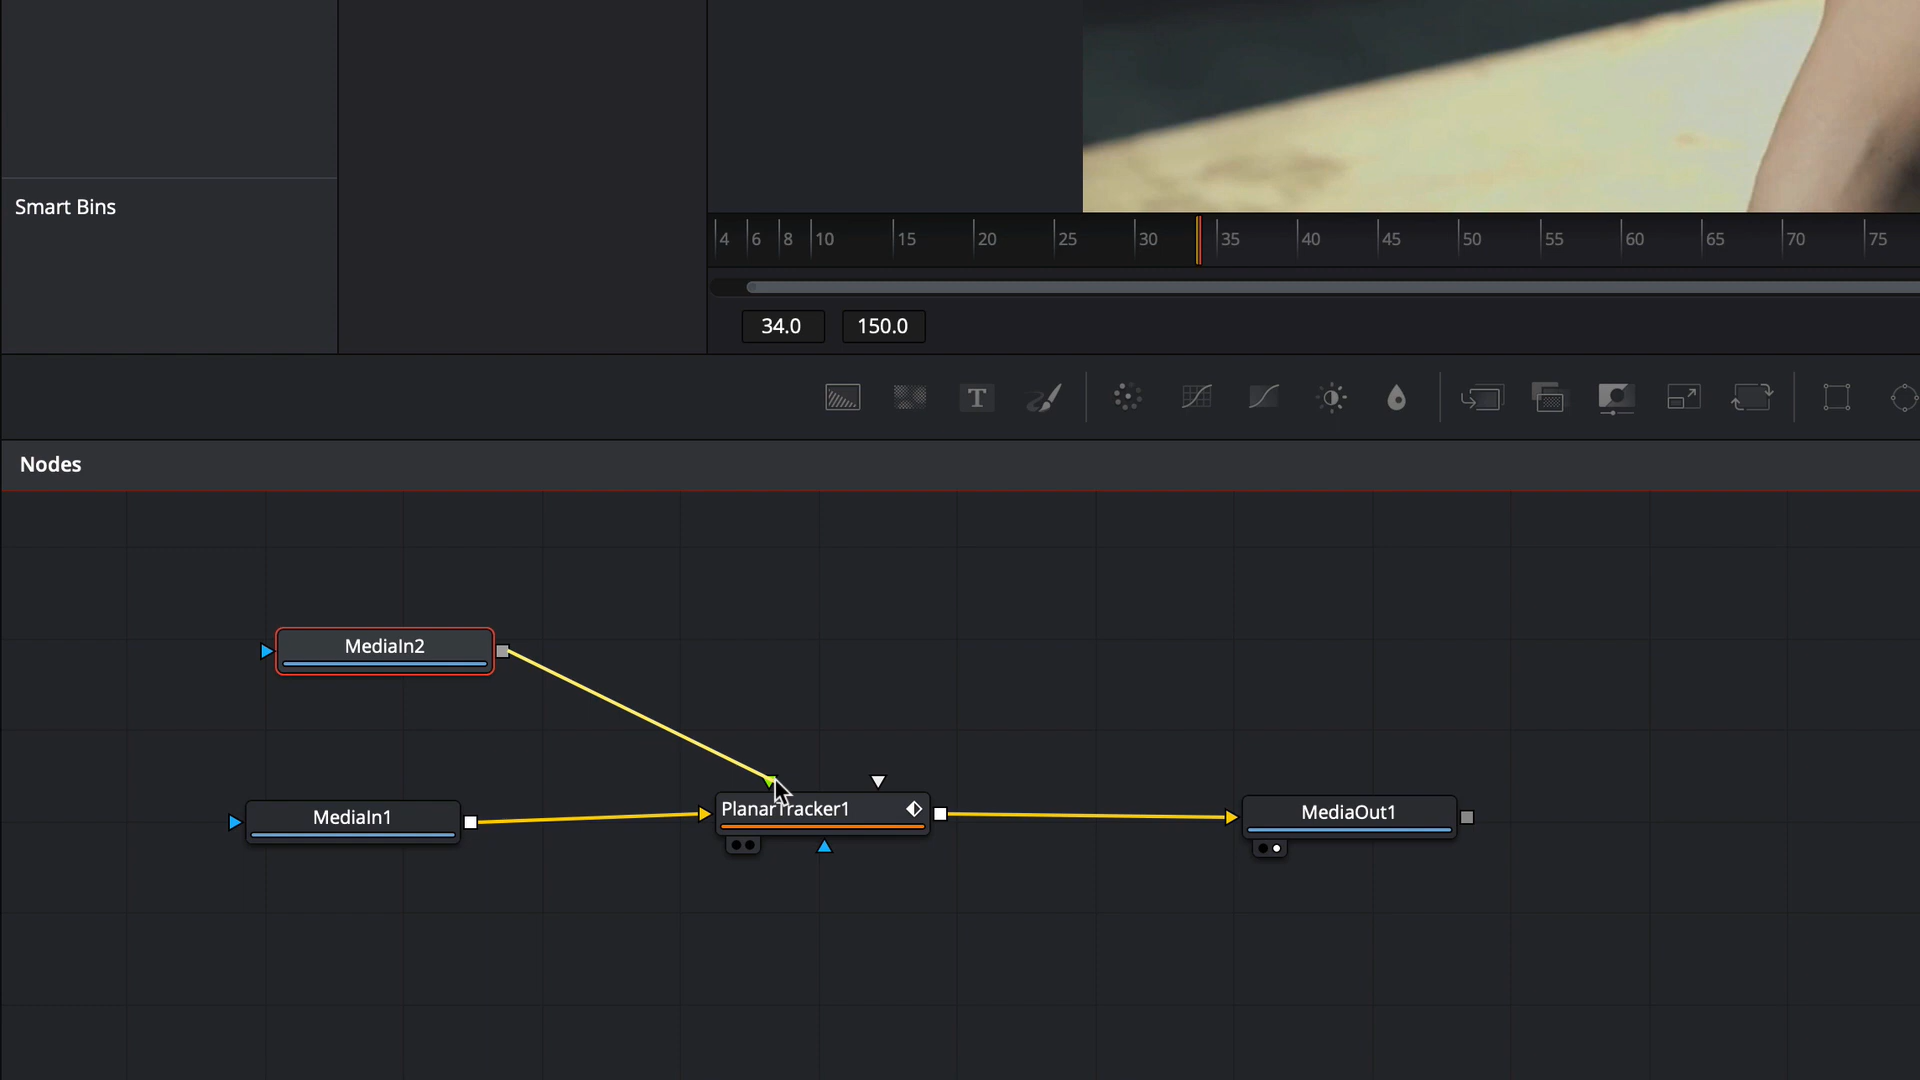 Smart Bins
4 6 8 10 15 20 25 30 35 40 45 50 55 60 65 70 75
34.0 150.0
T
Nodes
MediaIn2
MediaIn1
PlanarTracker1
MediaOut1